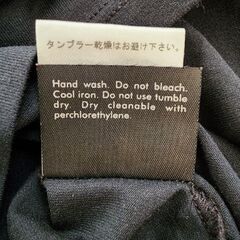 タンブラー乾燥はお避け下さい。
Hand wash. Do not bleach.
Cool iron. Do not use tumble
dry. Dry cleanable with
perchlorethylene.